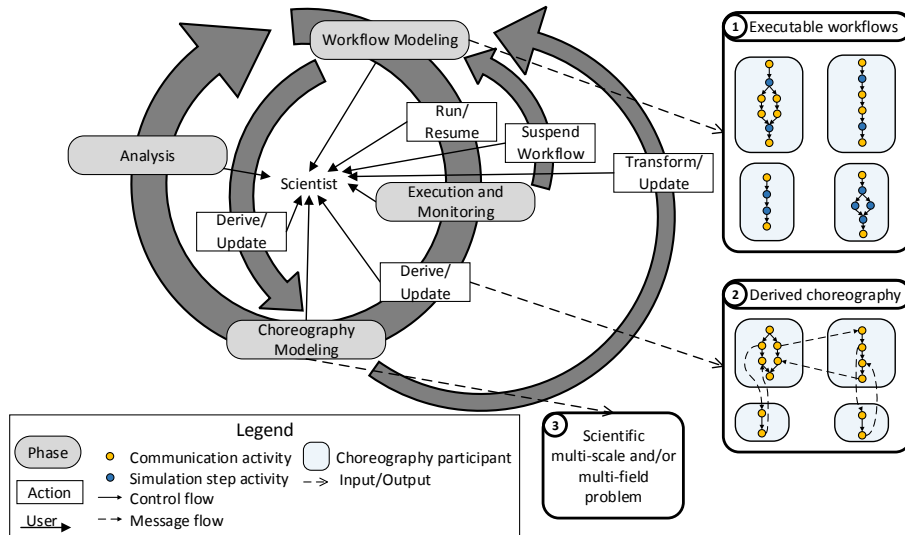 Workflow Modeling
Run/
Resume
Suspend
Workflow
Analysis
Scientist
Execution and
Monitoring
Transform/
Update
Derive/
Update
Derive/
Update
Choreography
Modeling
1 Executable workflows
2 Derived choreography
3
Scientific
multi-scale and/or
multi-field
problem
Legend
Phase
Action
User
Communication activity
Simulation step activity
Control flow
Message flow
Choreography participant
Input/Output